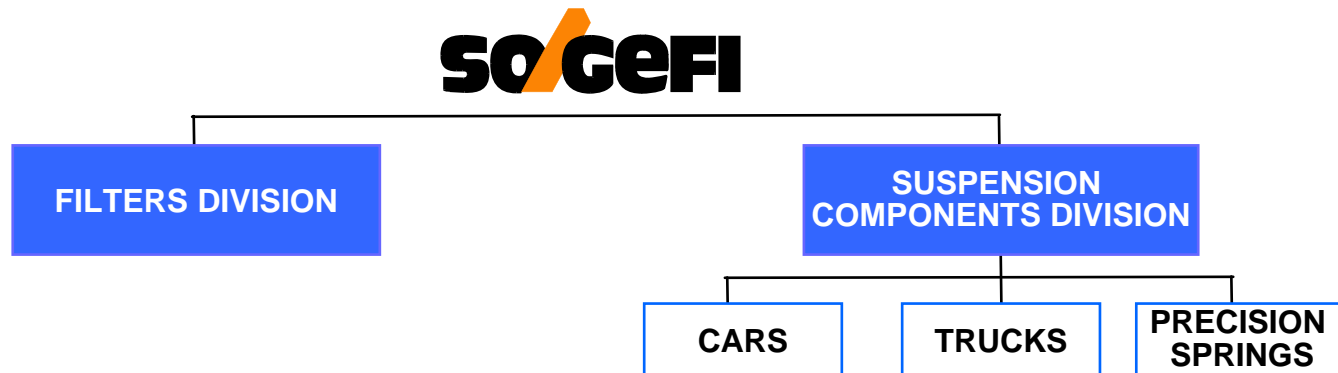 SOGEFI
FILTERS DIVISION
SUSPENSION
COMPONENTS DIVISION
CARS
TRUCKS
PRECISION
SPRINGS